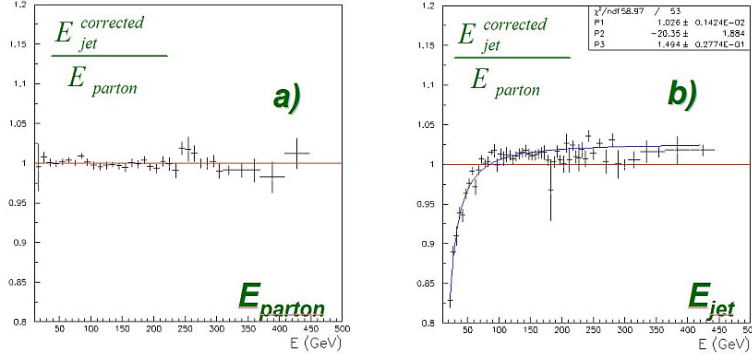 E corrected jet
E parton
a)
1.2
1.15
1.1
1.05
1
0.95
0.9
0.85
0.8
50 100 150 200 250 300 350 400 450 500
E parton
E (GeV)
χ²/ndf 58.97 / 53
P1 1.026 ± 0.1424E-02
P2 -20.35 ± 1.884
P3 1.494 ± 0.2774E-01
E corrected jet
E parton
b)
1.2
1.15
1.1
1.05
1
0.95
0.9
0.85
0.8
50 100 150 200 250 300 350 400 450 500
E jet
E (GeV)